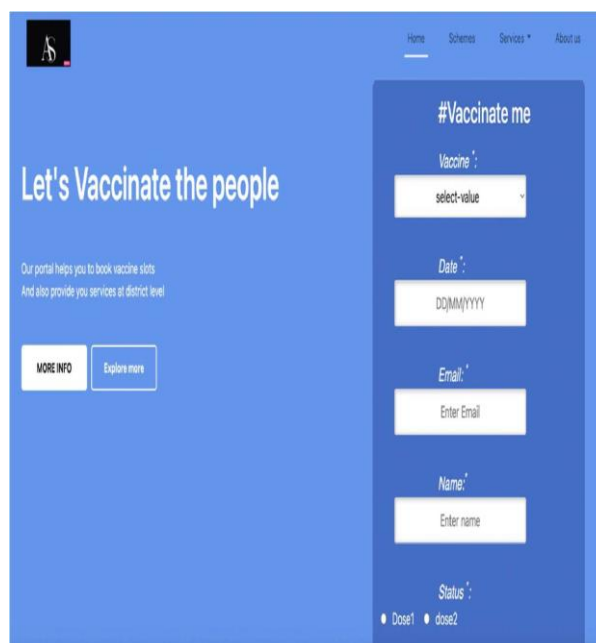 AS
Home Schemes Services About us
#Vaccinate me
Vaccine*:
select-value
Let's Vaccinate the people
Our portal helps you to book vaccine slots
And also provide you services at district level
MORE INFO Explore more
Date*:
DD/MM/YYYY
Email:*
Enter Email
Name:*
Enter name
Status*:
Dose1 dose2